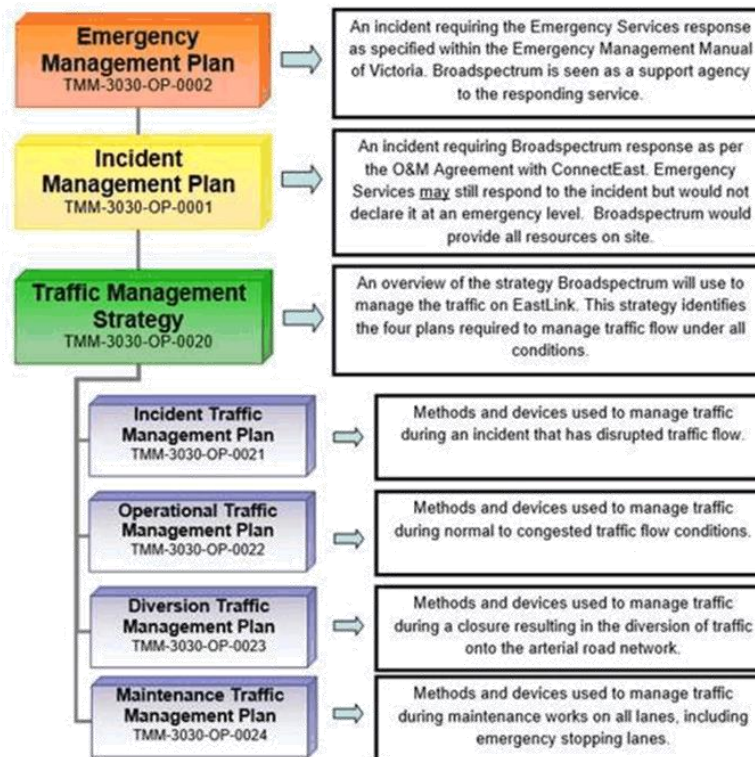 Emergency
Management Plan
TMM-3030-OP-0002
An incident requiring the Emergency Services response
as specified within the Emergency Management Manual
of Victoria. Broadspectrum is seen as a support agency
to the responding service.
Incident
Management Plan
TMM-3030-OP-0001
An incident requiring Broadspectrum response as per
the O&M Agreement with ConnectEast. Emergency
Services may still respond to the incident but would not
declare it at an emergency level.  Broadspectrum would
provide all resources on site.
Traffic Management
Strategy
TMM-3030-OP-0020
An overview of the strategy Broadspectrum will use to
manage the traffic on EastLink. This strategy identifies
the four plans required to manage traffic flow under all
conditions.
Incident Traffic
Management Plan
TMM-3030-OP-0021
Methods and devices used to manage traffic
during an incident that has disrupted traffic flow.
Operational Traffic
Management Plan
TMM-3030-OP-0022
Methods and devices used to manage traffic
during normal to congested traffic flow conditions.
Diversion Traffic
Management Plan
TMM-3030-OP-0023
Methods and devices used to manage traffic
during a closure resulting in the diversion of traffic
onto the arterial road network.
Maintenance Traffic
Management Plan
TMM-3030-OP-0024
Methods and devices used to manage traffic
during maintenance works on all lanes, including
emergency stopping lanes.